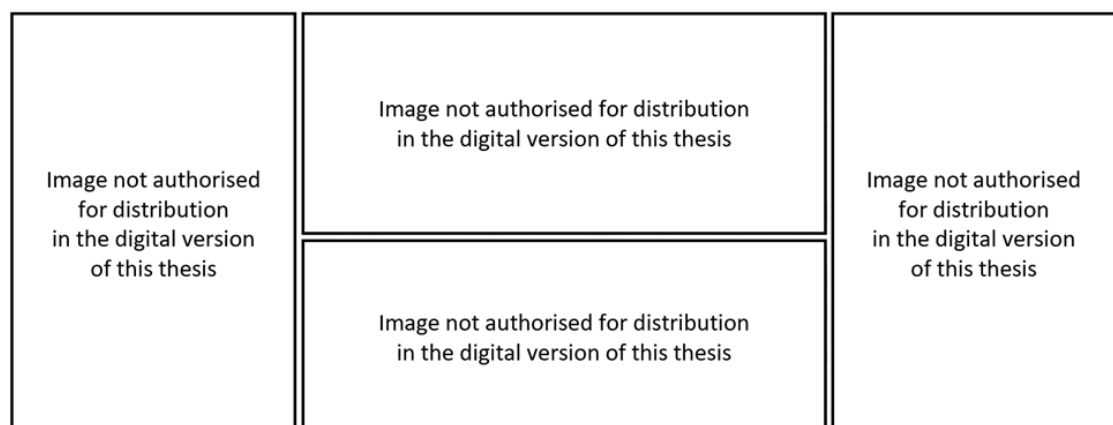 Image not authorised
for distribution
in the digital version
of this thesis
Image not authorised for distribution
in the digital version of this thesis
Image not authorised for distribution
in the digital version of this thesis
Image not authorised
for distribution
in the digital version
of this thesis